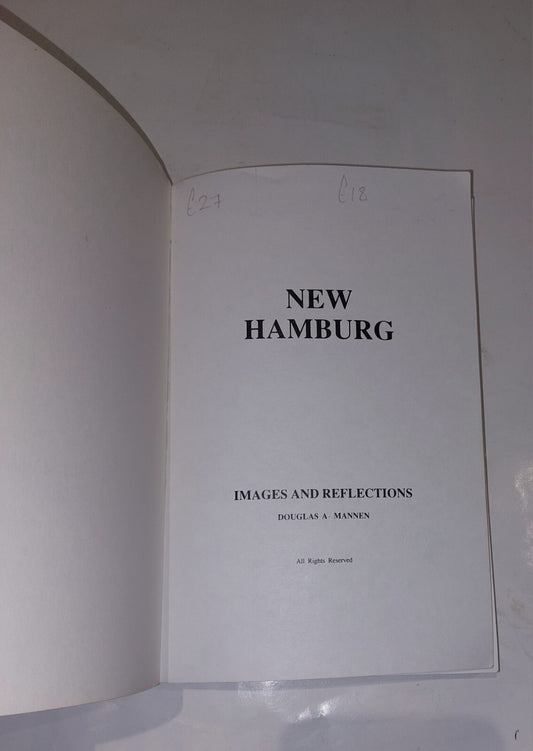 £27 £18
NEW
HAMBURG
IMAGES AND REFLECTIONS
DOUGLAS A. MANNEN
All Rights Reserved